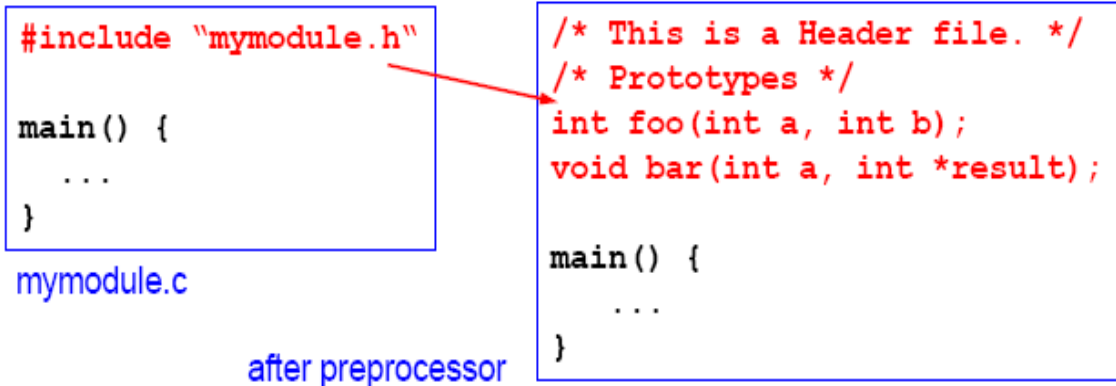 #include “mymodule.h“
main() {
...
}
mymodule.c
after preprocessor
/* This is a Header file. */
/* Prototypes */
int foo(int a, int b);
void bar(int a, int *result);
main() {
...
}